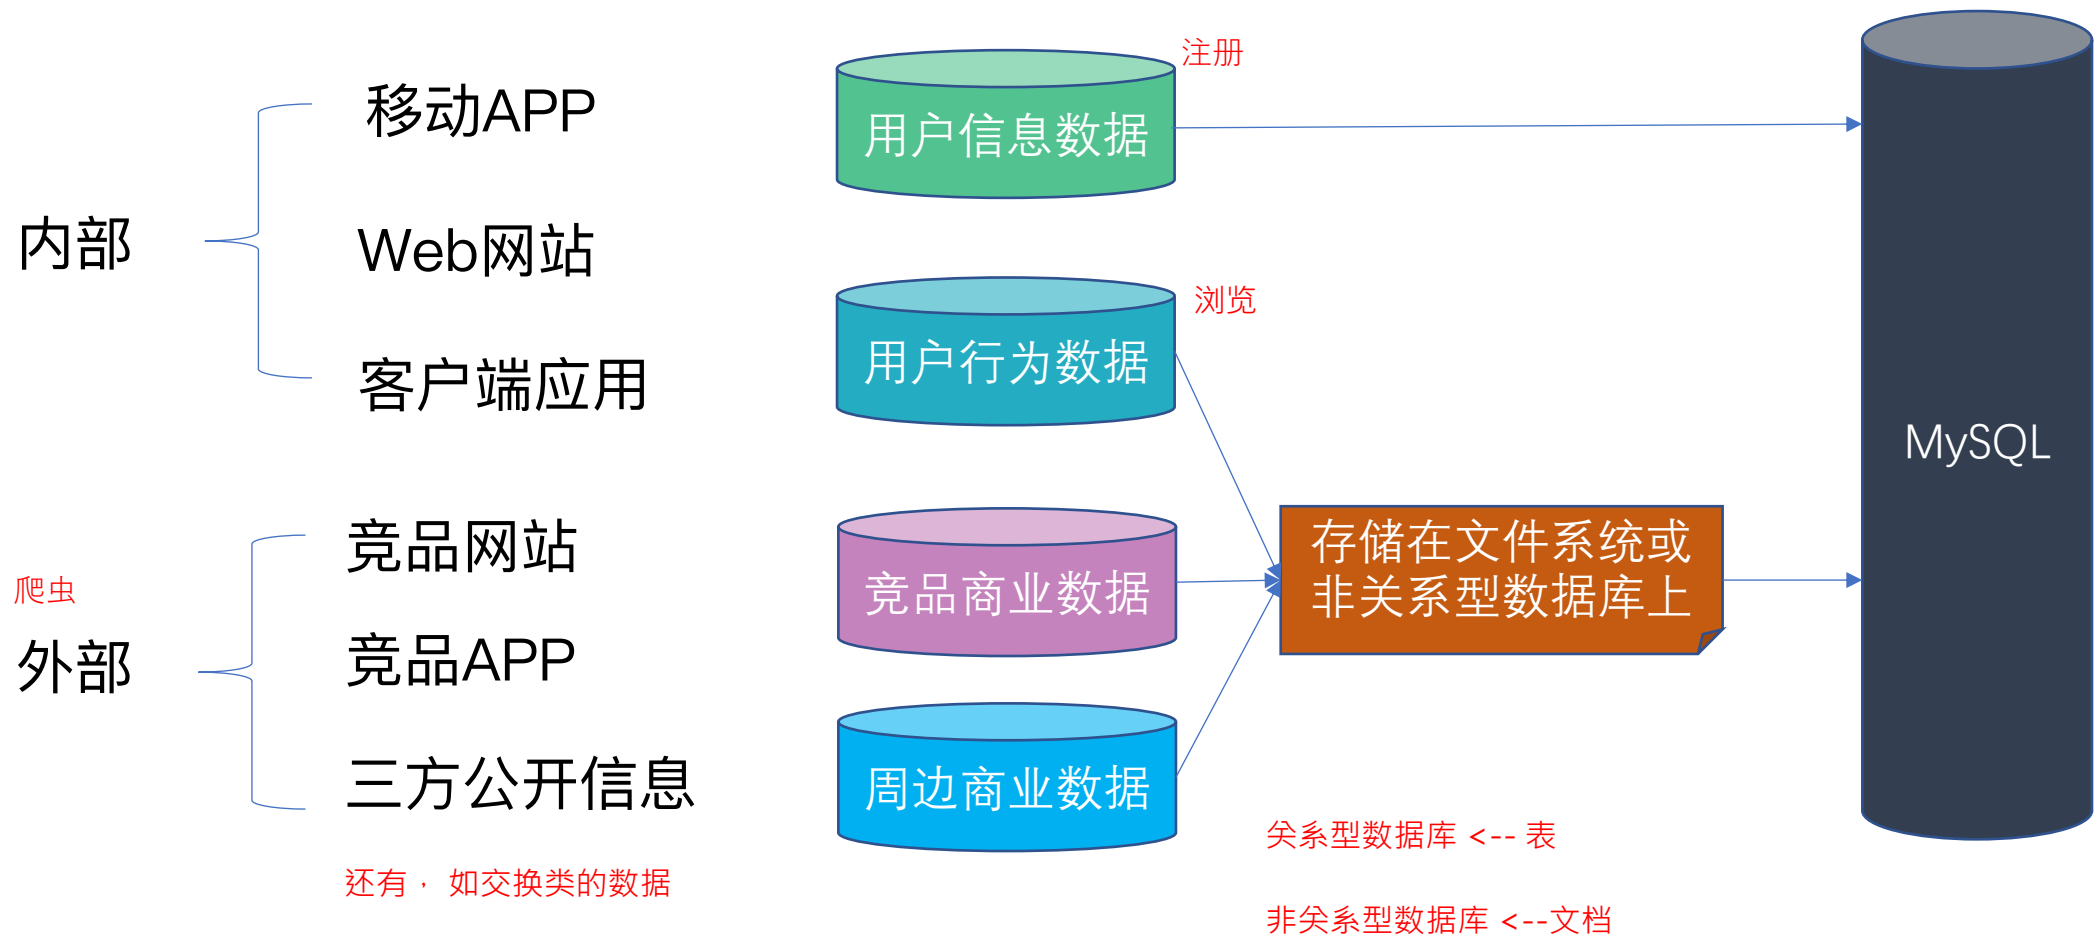 内部
移动APP
Web网站
客户端应用
爬虫
外部
竞品网站
竞品APP
三方公开信息
还有，如交换类的数据
注册
用户信息数据
浏览
用户行为数据
竞品商业数据
周边商业数据
存储在文件系统或
非关系型数据库上
关系型数据库 <-- 表
非关系型数据库 <--文档
MySQL